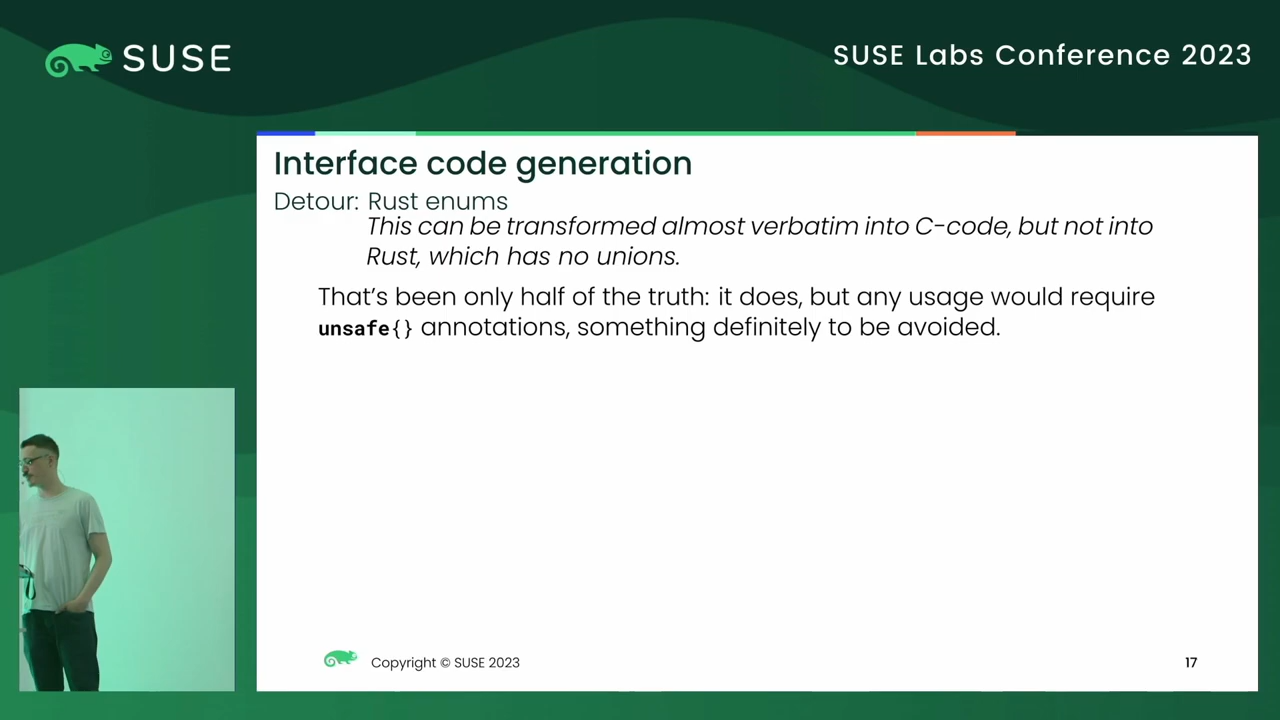 SUSE
SUSE Labs Conference 2023
Interface code generation
Detour: Rust enums
This can be transformed almost verbatim into C-code, but not into
Rust, which has no unions.
That’s been only half of the truth: it does, but any usage would require
unsafe{} annotations, something definitely to be avoided.
Copyright © SUSE 2023
17